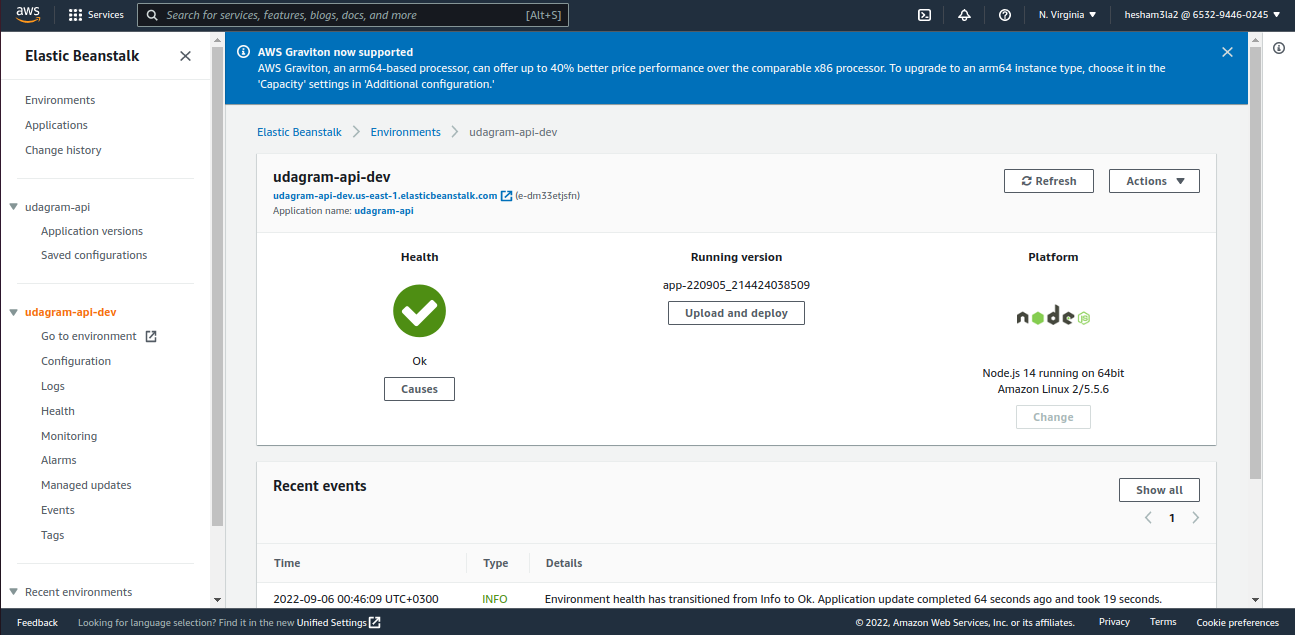 aws
Services
Search for services, features, blogs, docs, and more
[Alt+S]
N. Virginia
hesham3la2 @ 6532-9446-0245
Elastic Beanstalk
Environments
Applications
Change history
udagram-api
Application versions
Saved configurations
udagram-api-dev
Go to environment
Configuration
Logs
Health
Monitoring
Alarms
Managed updates
Events
Tags
Recent environments
AWS Graviton now supported
AWS Graviton, an arm64-based processor, can offer up to 40% better price performance over the comparable x86 processor. To upgrade to an arm64 instance type, choose it in the
'Capacity' settings in 'Additional configuration.'
Elastic Beanstalk
Environments
udagram-api-dev
udagram-api-dev
udagram-api-dev.us-east-1.elasticbeanstalk.com (e-dm33etjsfn)
Application name: udagram-api
Refresh
Actions
Health
Ok
Causes
Running version
app-220905_214424038509
Upload and deploy
Platform
node JS
Node.js 14 running on 64bit
Amazon Linux 2/5.5.6
Change
Recent events
Show all
1
Time Type Details
2022-09-06 00:46:09 UTC+0300 INFO Environment health has transitioned from Info to Ok. Application update completed 64 seconds ago and took 19 seconds.
Feedback
Looking for language selection? Find it in the new Unified Settings
© 2022, Amazon Web Services, Inc. or its affiliates.
Privacy
Terms
Cookie preferences